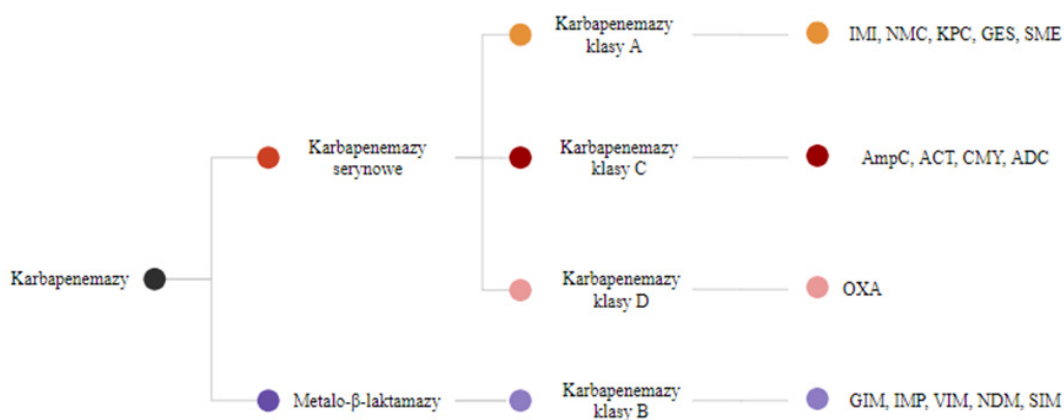 Karbapenemazy
Karbapenemazy
serynowe
Karbapenemazy
klasy A
IMI, NMC, KPC, GES, SME
Karbapenemazy
klasy C
AmpC, ACT, CMY, ADC
Karbapenemazy
klasy D
OXA
Metalo-β-laktamazy
Karbapenemazy
klasy B
GIM, IMP, VIM, NDM, SIM